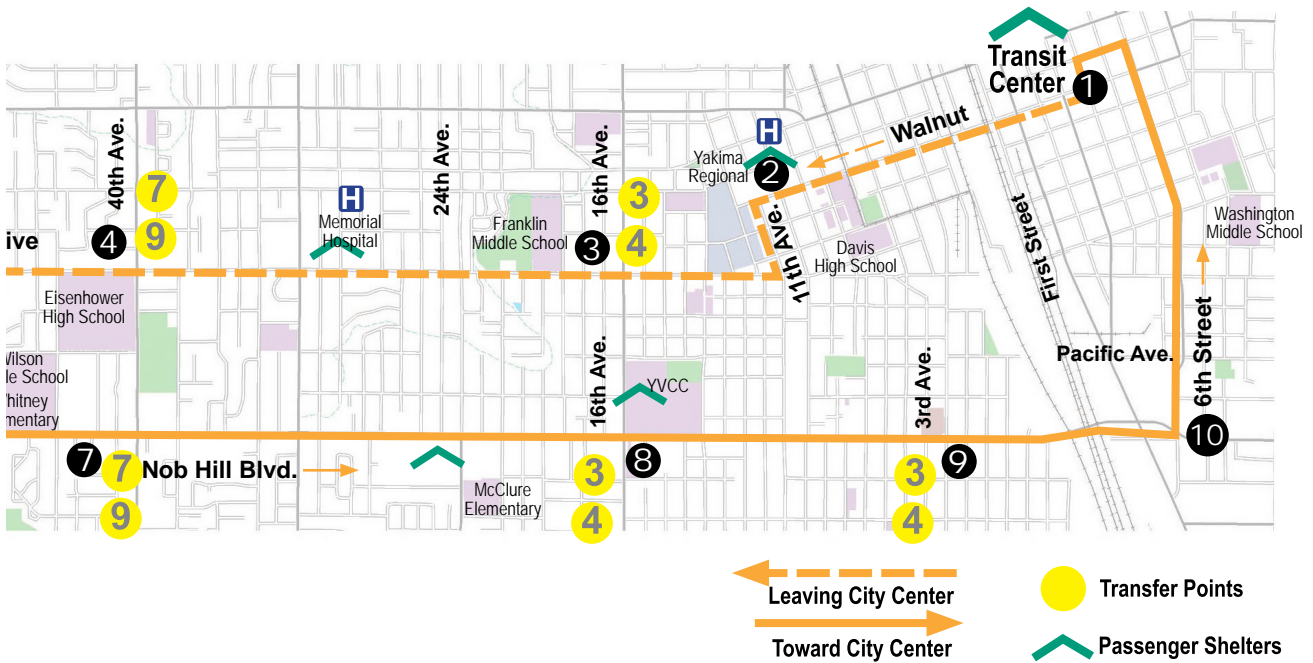 Transit
Center
1
Walnut
H
Yakima
Regional
2
40th Ave.
7
9
4
ive
H
Memorial
Hospital
24th Ave.
Franklin
Middle School
16th Ave.
3
3
4
11th Ave.
Davis
High School
First Street
Washington
Middle School
Eisenhower
High School
Wilson
le School
Whitney
mentary
16th Ave.
YVCC
3rd Ave.
Pacific Ave.
6th Street
10
7
7
9
Nob Hill Blvd.
McClure
Elementary
3
4
8
3
4
9
Leaving City Center
Toward City Center
Transfer Points
Passenger Shelters